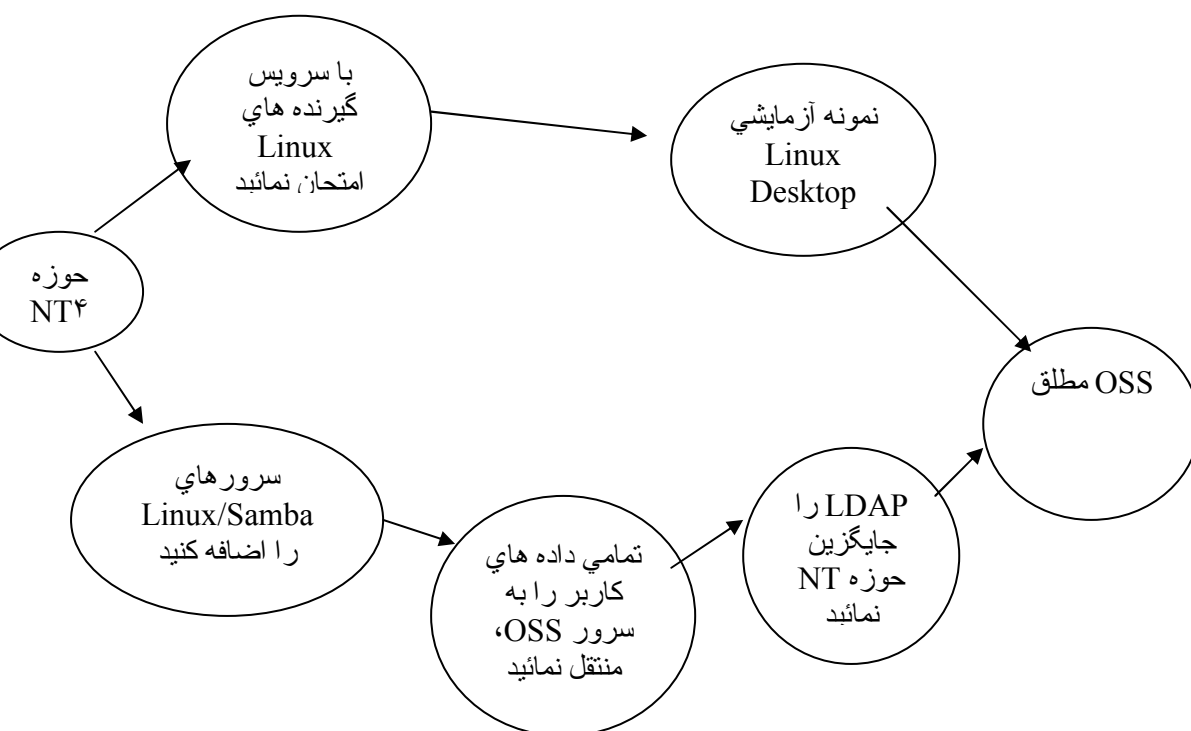 با سرويس
گيرنده هاي
Linux
امتحان نمائيد
نمونه آزمايشي
Linux
Desktop
حوزه
NT۴
OSS مطلق
سرورهاي
Linux/Samba
را اضافه كنيد
تمامي داده هاي
كاربر را به
سرور OSS،
منتقل نمائيد
LDAP را
جايگزين
حوزه NT
نمائيد